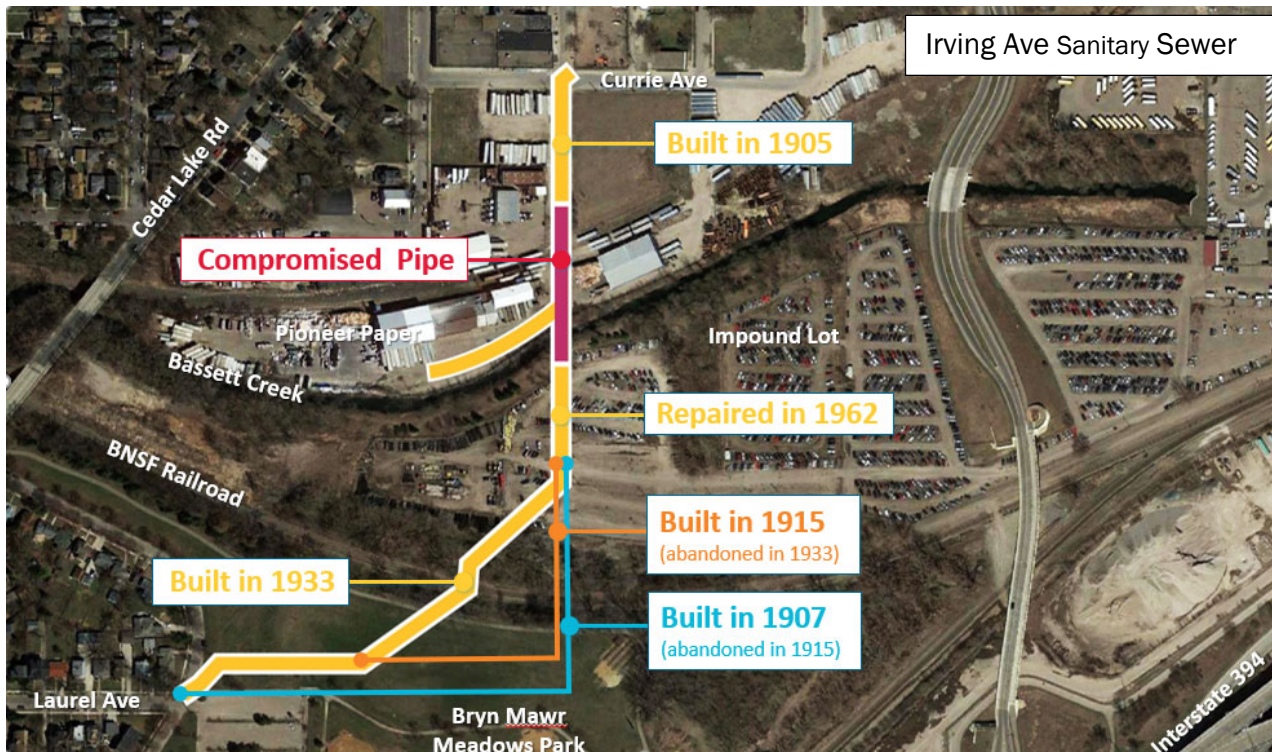 Irving Ave Sanitary Sewer
Currie Ave
Built in 1905
Cedar Lake Rd
Compromised Pipe
Pioneer Paper
Impound Lot
Bassett Creek
Repaired in 1962
BNSF Railroad
Built in 1915
(abandoned in 1933)
Built in 1933
Built in 1907
(abandoned in 1915)
Laurel Ave
Bryn Mawr
Meadows Park
Interstate 394